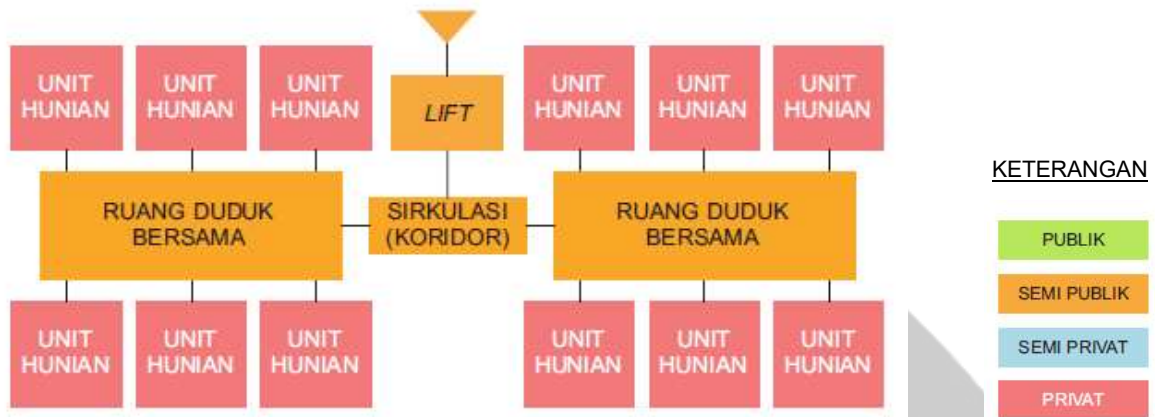 UNIT
HUNIAN
UNIT
HUNIAN
UNIT
HUNIAN
LIFT
UNIT
HUNIAN
UNIT
HUNIAN
UNIT
HUNIAN
RUANG DUDUK
BERSAMA
SIRKULASI
(KORIDOR)
RUANG DUDUK
BERSAMA
UNIT
HUNIAN
UNIT
HUNIAN
UNIT
HUNIAN
UNIT
HUNIAN
UNIT
HUNIAN
UNIT
HUNIAN
KETERANGAN
PUBLIK
SEMI PUBLIK
SEMI PRIVAT
PRIVAT